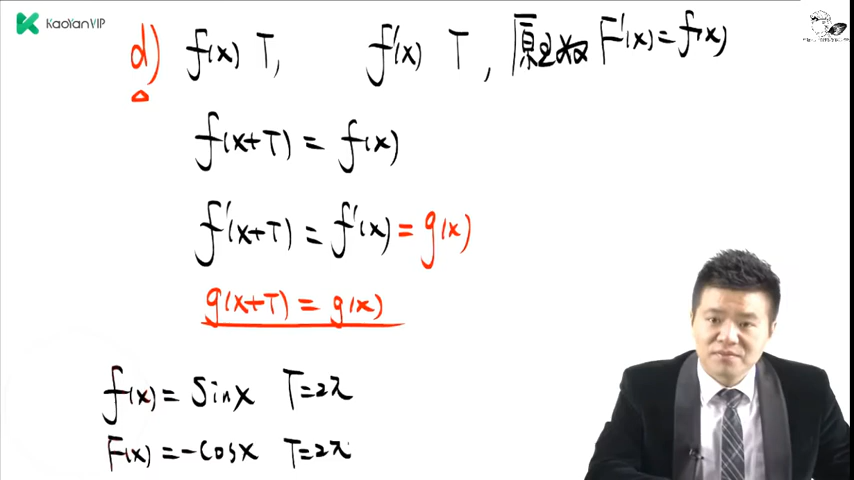 KaoYanVIP
d) f(x) T, f'(x) T, 原函数 F'(x)=f(x)
f(x+T) = f(x)
f'(x+T) = f'(x) = g(x)
g(x+T) = g(x)
f(x) = sinx T=2π
F(x) = -cosx T=2π